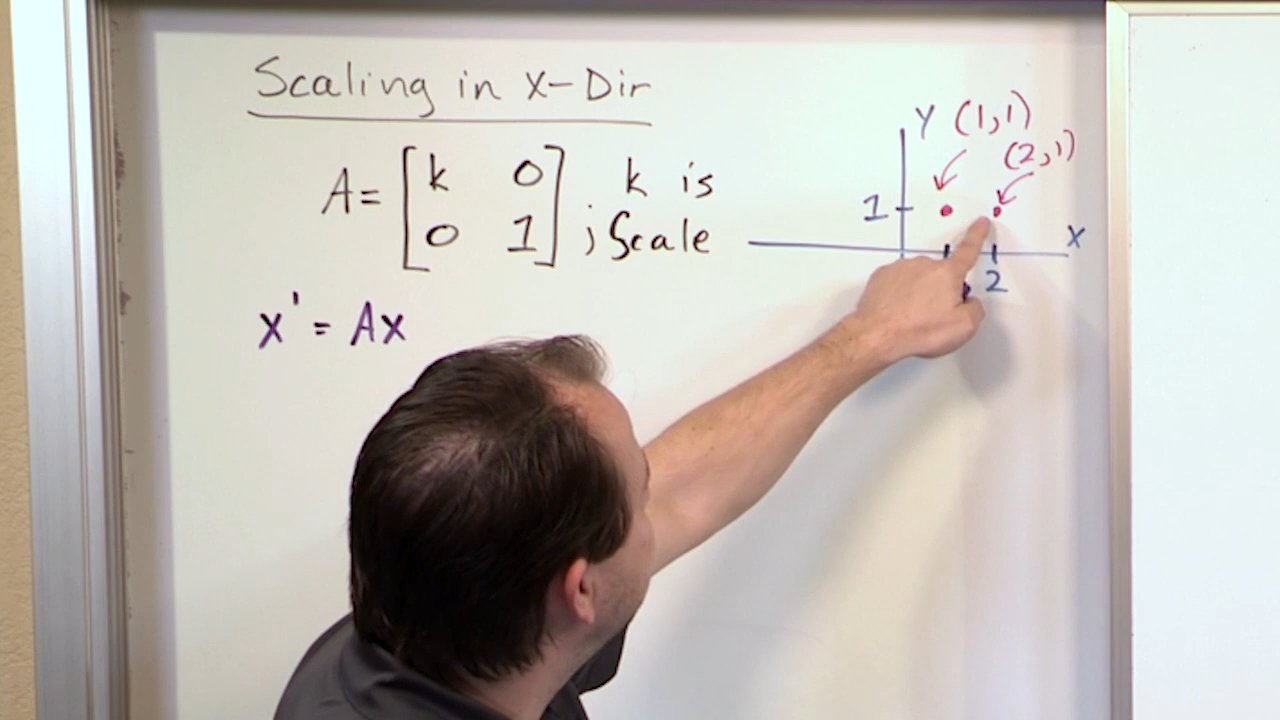 Scaling in X-Dir
A = [k 0
0 1] ; k is
Scale
x' = Ax
Y (1,1)
(2,1)
1
X
2